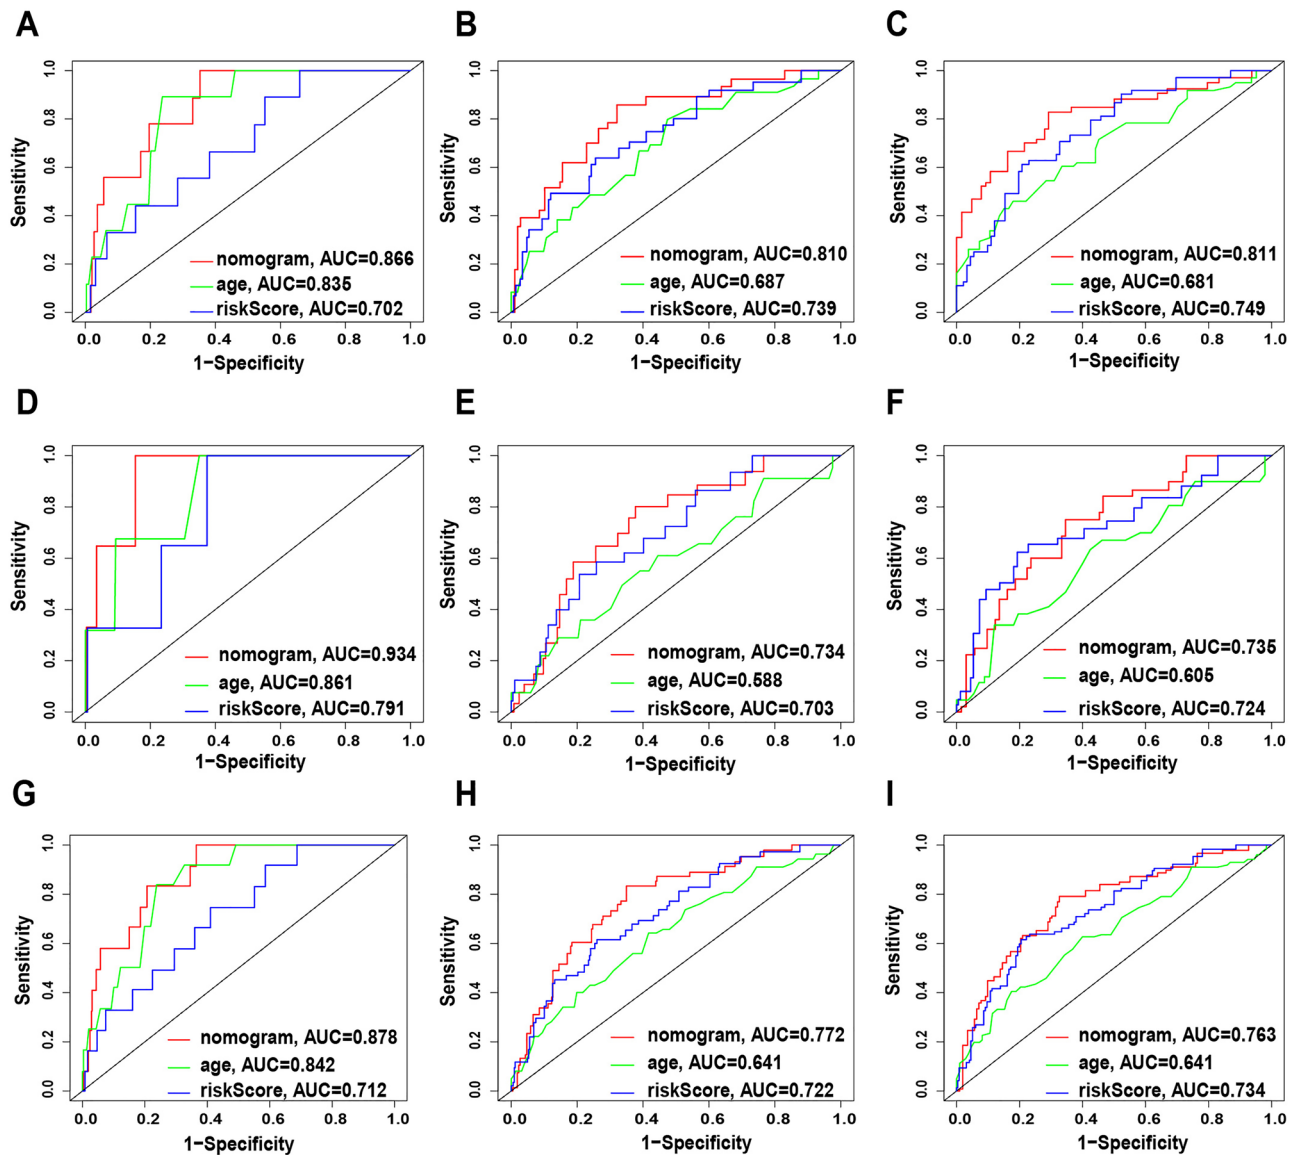 A
Sensitivity
1.0
0.8
0.6
0.4
0.2
0.0
nomogram, AUC=0.866
age, AUC=0.835
riskScore, AUC=0.702
0.0 0.2 0.4 0.6 0.8 1.0
1−Specificity
B
Sensitivity
1.0
0.8
0.6
0.4
0.2
0.0
nomogram, AUC=0.810
age, AUC=0.687
riskScore, AUC=0.739
0.0 0.2 0.4 0.6 0.8 1.0
1−Specificity
C
Sensitivity
1.0
0.8
0.6
0.4
0.2
0.0
nomogram, AUC=0.811
age, AUC=0.681
riskScore, AUC=0.749
0.0 0.2 0.4 0.6 0.8 1.0
1−Specificity
D
Sensitivity
1.0
0.8
0.6
0.4
0.2
0.0
nomogram, AUC=0.934
age, AUC=0.861
riskScore, AUC=0.791
0.0 0.2 0.4 0.6 0.8 1.0
1−Specificity
E
Sensitivity
1.0
0.8
0.6
0.4
0.2
0.0
nomogram, AUC=0.734
age, AUC=0.588
riskScore, AUC=0.703
0.0 0.2 0.4 0.6 0.8 1.0
1−Specificity
F
Sensitivity
1.0
0.8
0.6
0.4
0.2
0.0
nomogram, AUC=0.735
age, AUC=0.605
riskScore, AUC=0.724
0.0 0.2 0.4 0.6 0.8 1.0
1−Specificity
G
Sensitivity
1.0
0.8
0.6
0.4
0.2
0.0
nomogram, AUC=0.878
age, AUC=0.842
riskScore, AUC=0.712
0.0 0.2 0.4 0.6 0.8 1.0
1−Specificity
H
Sensitivity
1.0
0.8
0.6
0.4
0.2
0.0
nomogram, AUC=0.772
age, AUC=0.641
riskScore, AUC=0.722
0.0 0.2 0.4 0.6 0.8 1.0
1−Specificity
I
Sensitivity
1.0
0.8
0.6
0.4
0.2
0.0
nomogram, AUC=0.763
age, AUC=0.641
riskScore, AUC=0.734
0.0 0.2 0.4 0.6 0.8 1.0
1−Specificity